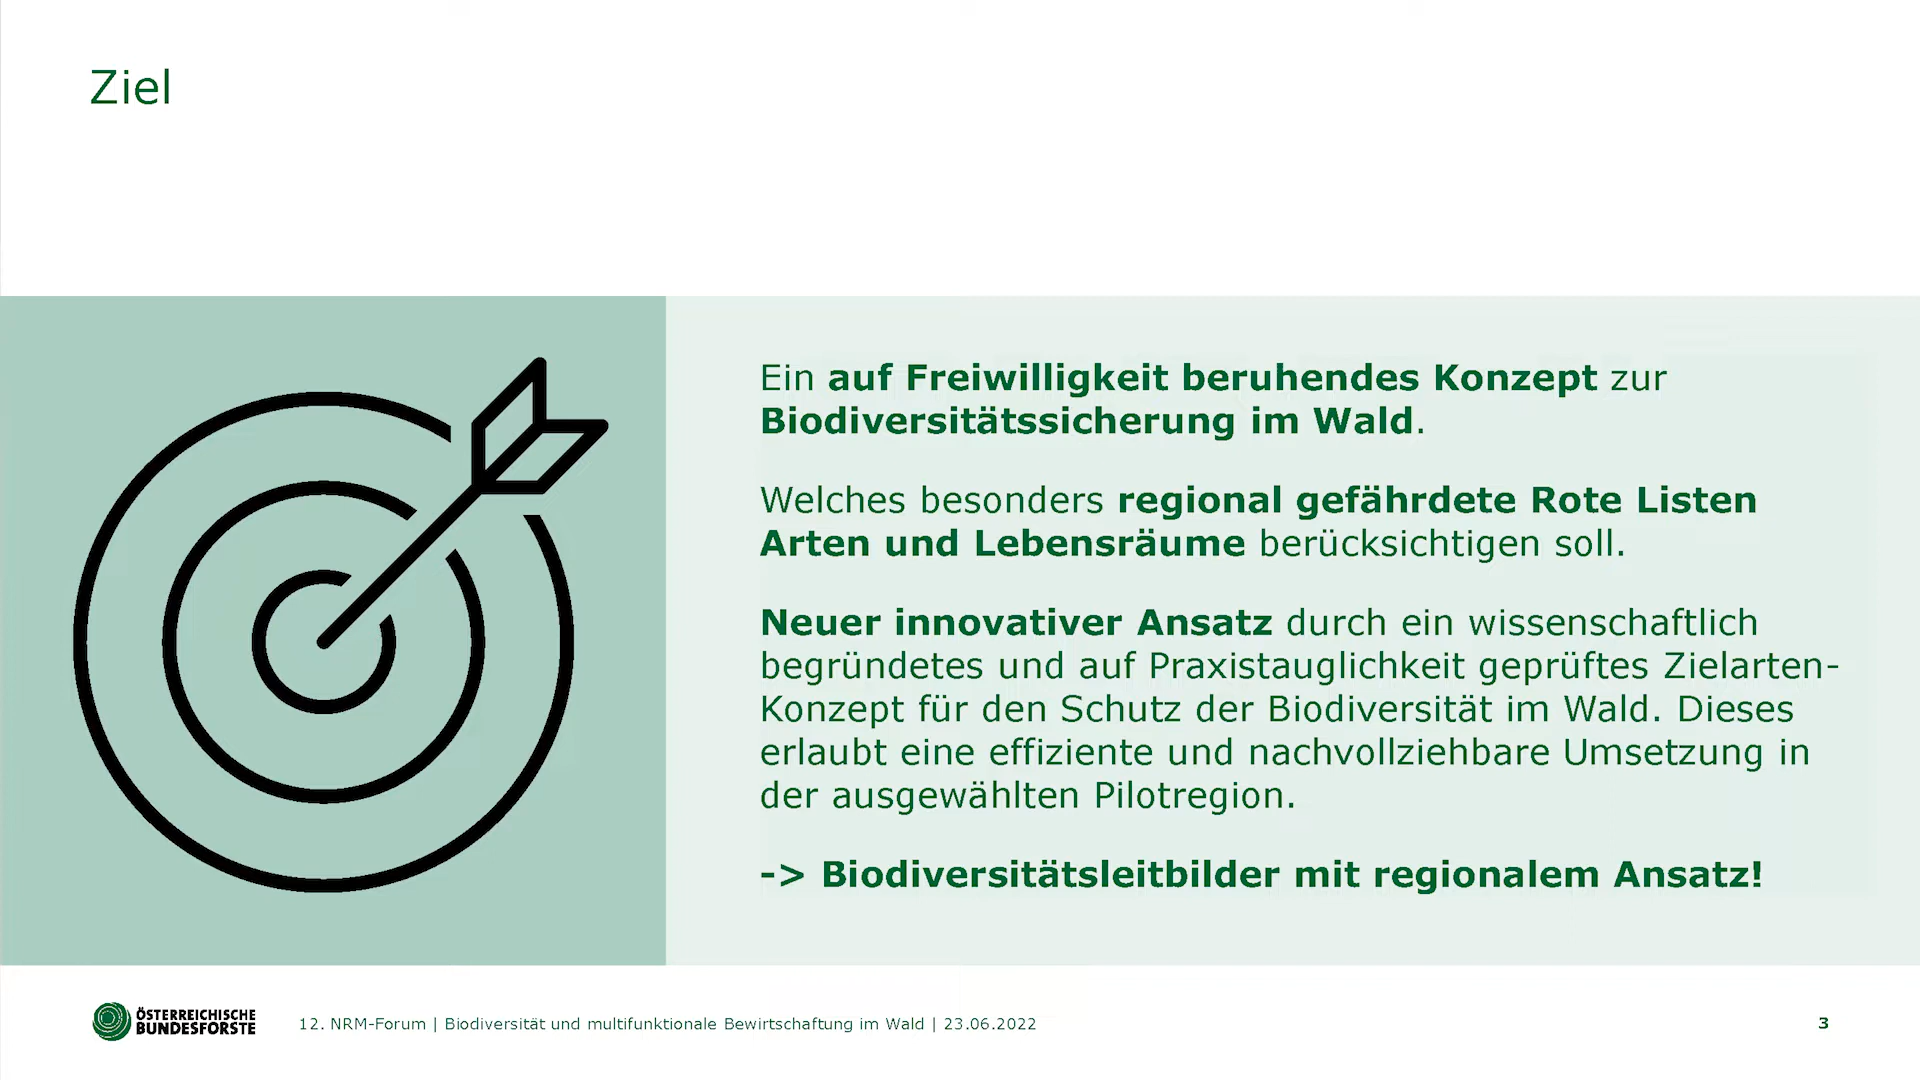 Ziel
Ein auf Freiwilligkeit beruhendes Konzept zur
Biodiversitätssicherung im Wald.
Welches besonders regional gefährdete Rote Listen
Arten und Lebensräume berücksichtigen soll.
Neuer innovativer Ansatz durch ein wissenschaftlich
begründetes und auf Praxistauglichkeit geprüftes Zielarten-
Konzept für den Schutz der Biodiversität im Wald. Dieses
erlaubt eine effiziente und nachvollziehbare Umsetzung in
der ausgewählten Pilotregion.
-> Biodiversitätsleitbilder mit regionalem Ansatz!
ÖSTERREICHISCHE
BUNDESFORSTE
12. NRM-Forum | Biodiversität und multifunktionale Bewirtschaftung im Wald | 23.06.2022
3